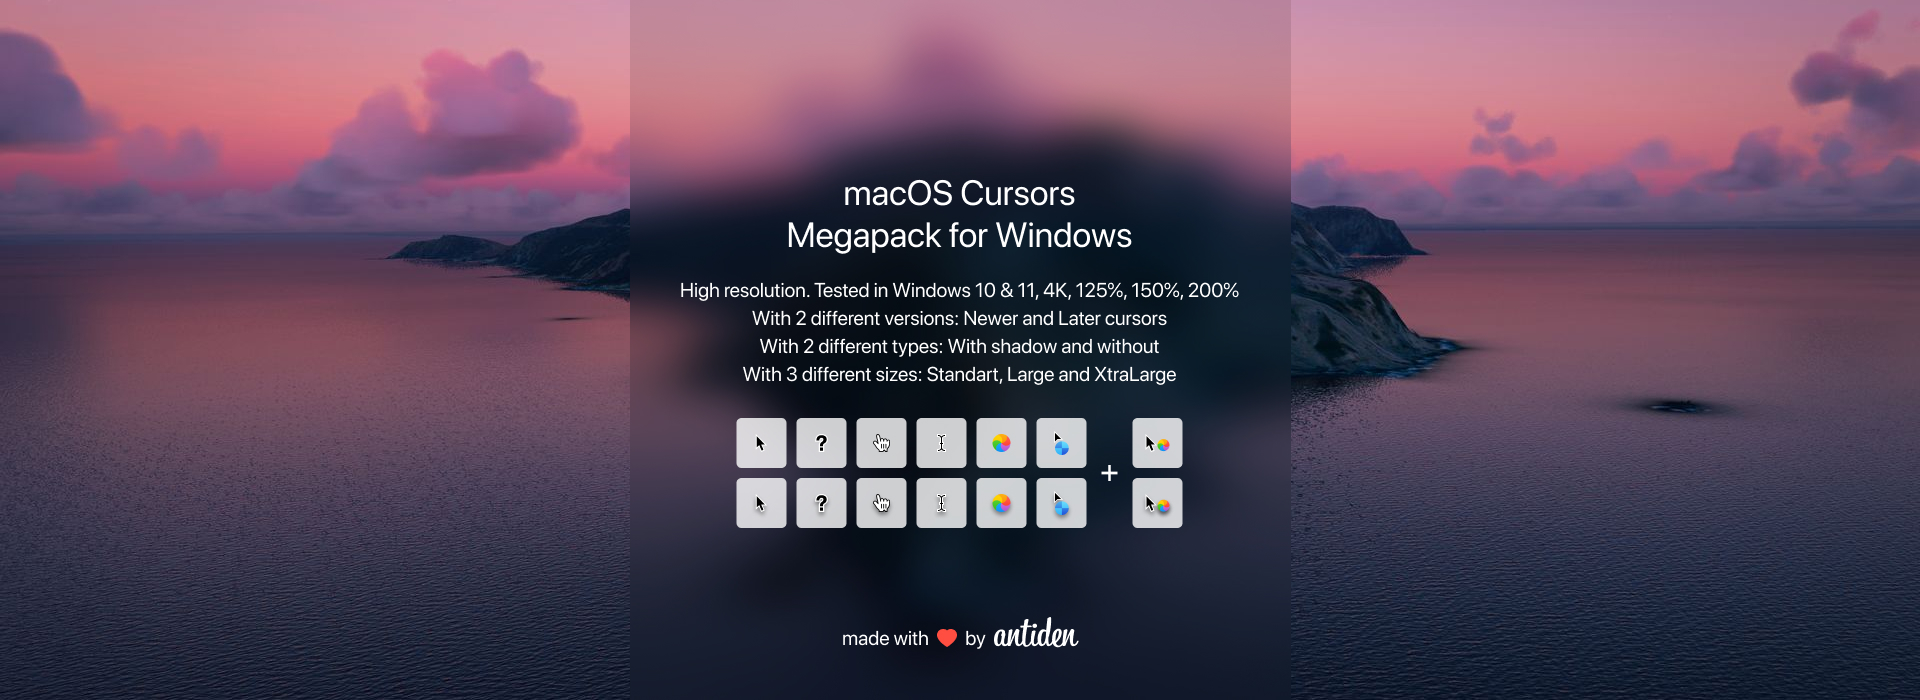 macOS Cursors
Megapack for Windows
High resolution. Tested in Windows 10 & 11, 4K, 125%, 150%, 200%
With 2 different versions: Newer and Later cursors
With 2 different types: With shadow and without
With 3 different sizes: Standart, Large and XtraLarge
?
+
?
made with ❤ by antiden